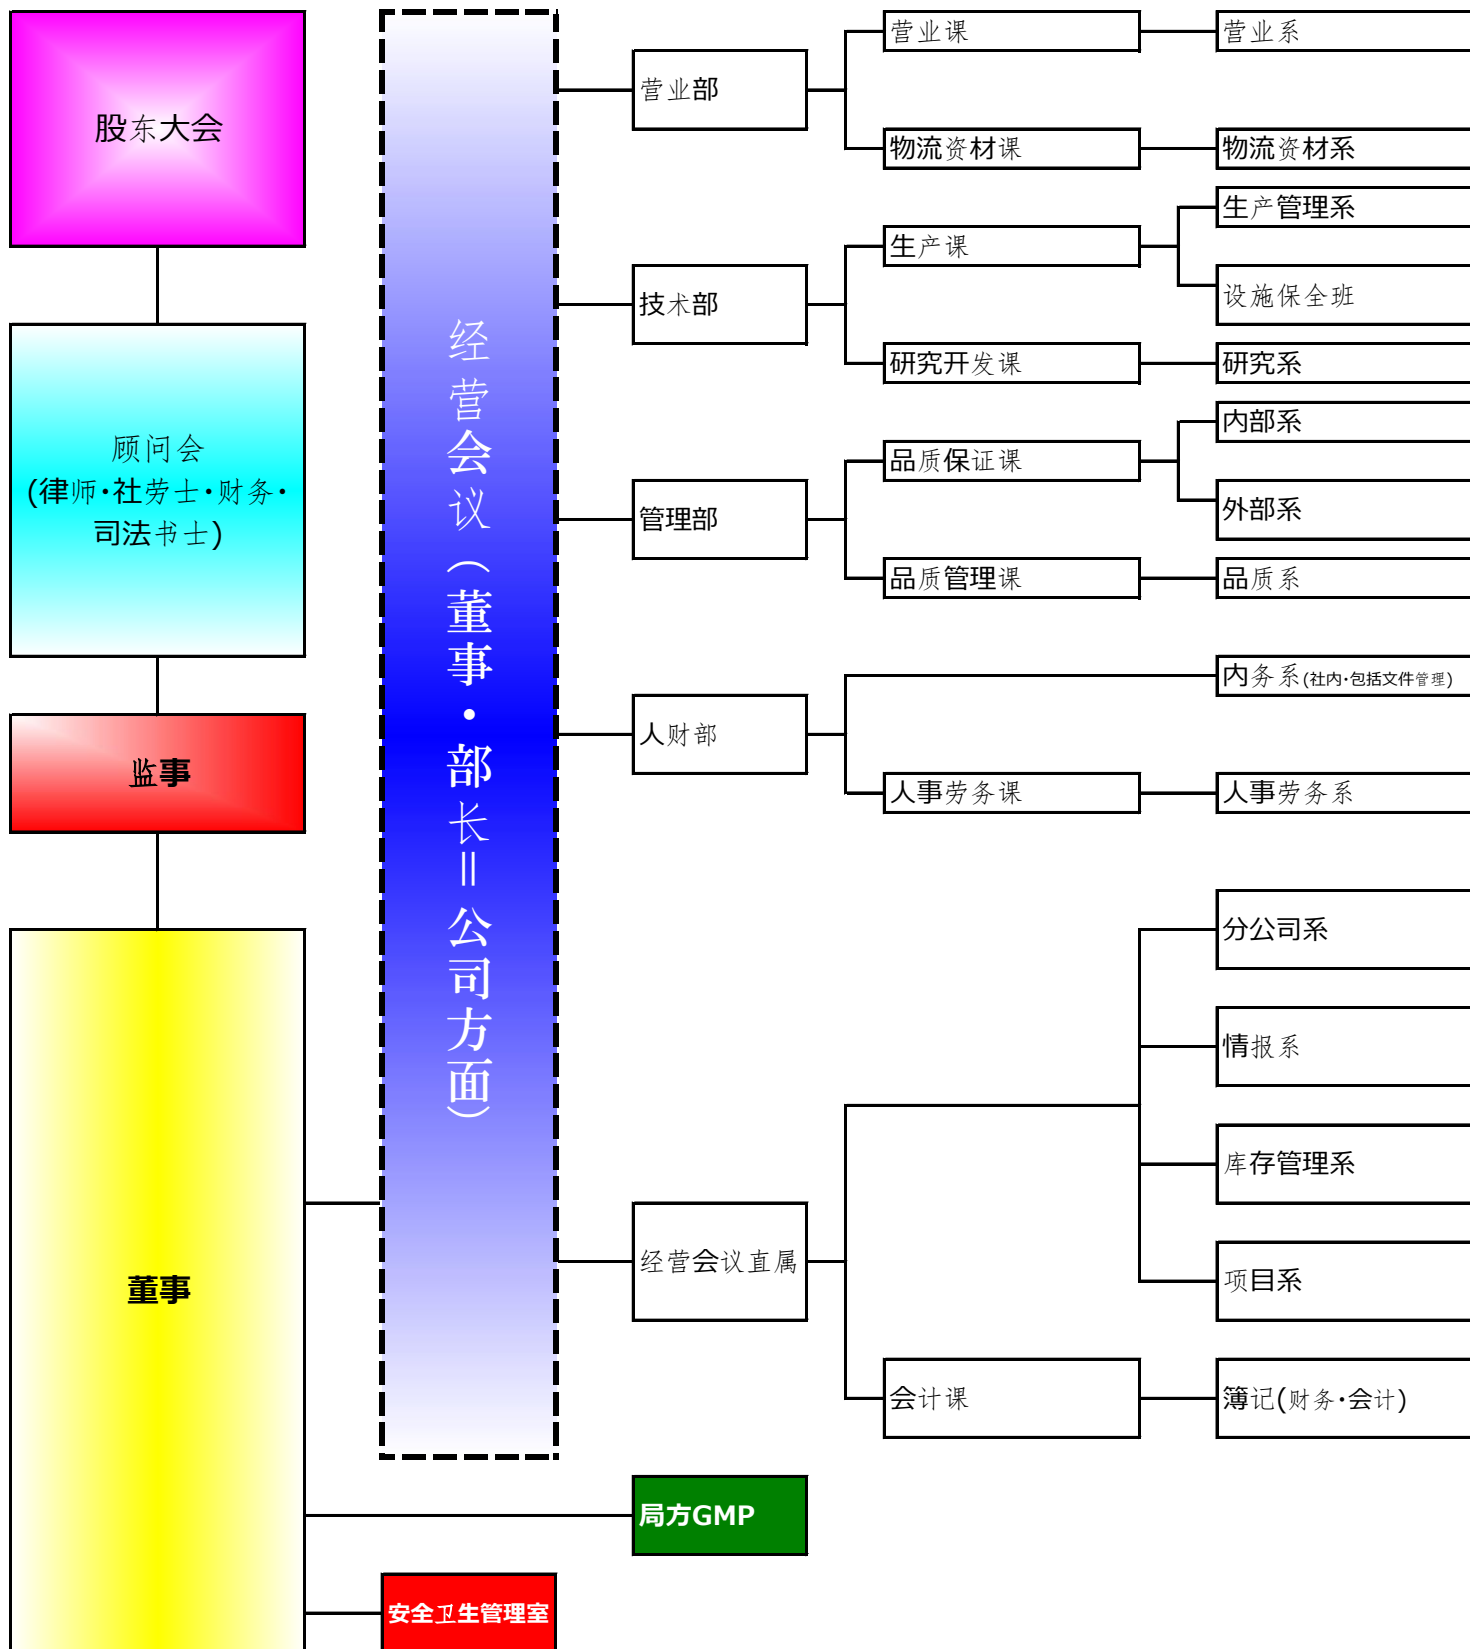 股东大会
顾问会
(律师・社劳士・财务・
司法书士)
监事
董事
经营会议（董事・部长＝公司方面）
营业部
营业课
营业系
物流资材课
物流资材系
技术部
生产课
生产管理系
设施保全班
研究开发课
研究系
管理部
品质保证课
内部系
外部系
品质管理课
品质系
人财部
内务系(社内・包括文件管理)
人事劳务课
人事劳务系
经营会议直属
分公司系
情报系
库存管理系
项目系
会计课
簿记(财务・会计)
局方GMP
安全卫生管理室